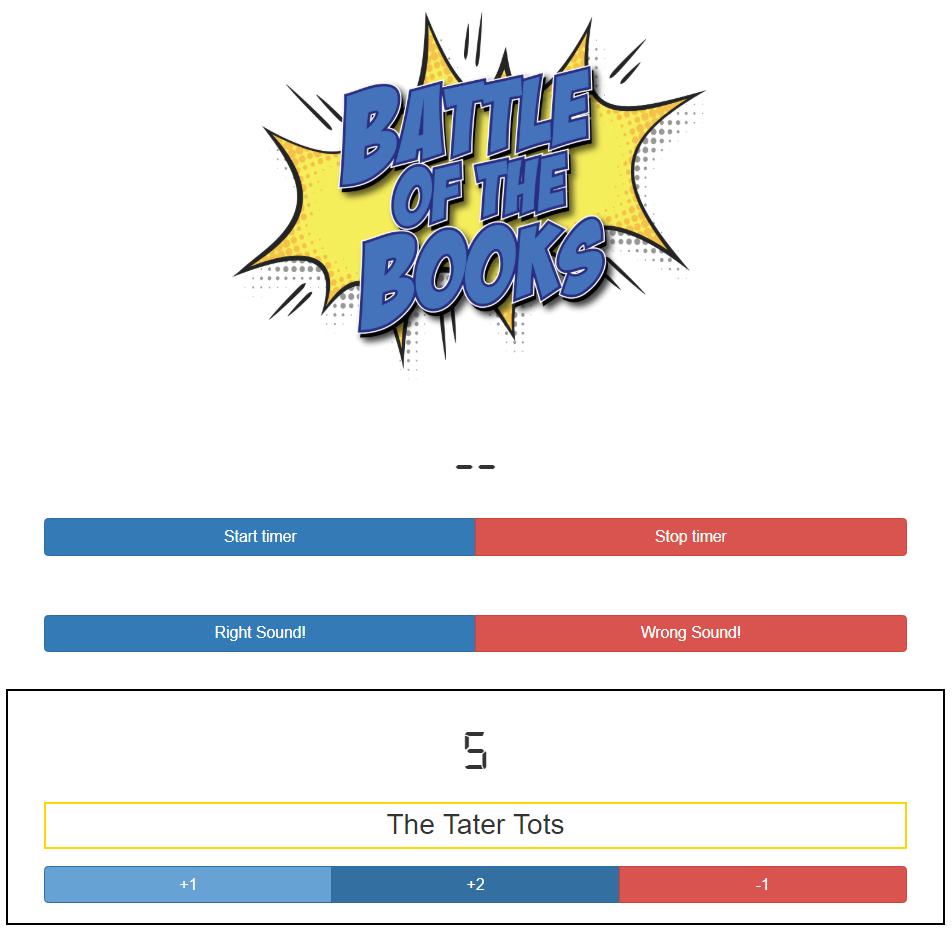 BATTLE
OF THE
BOOKS
--
Start timer Stop timer
Right Sound! Wrong Sound!
5
The Tater Tots
+1 +2 -1